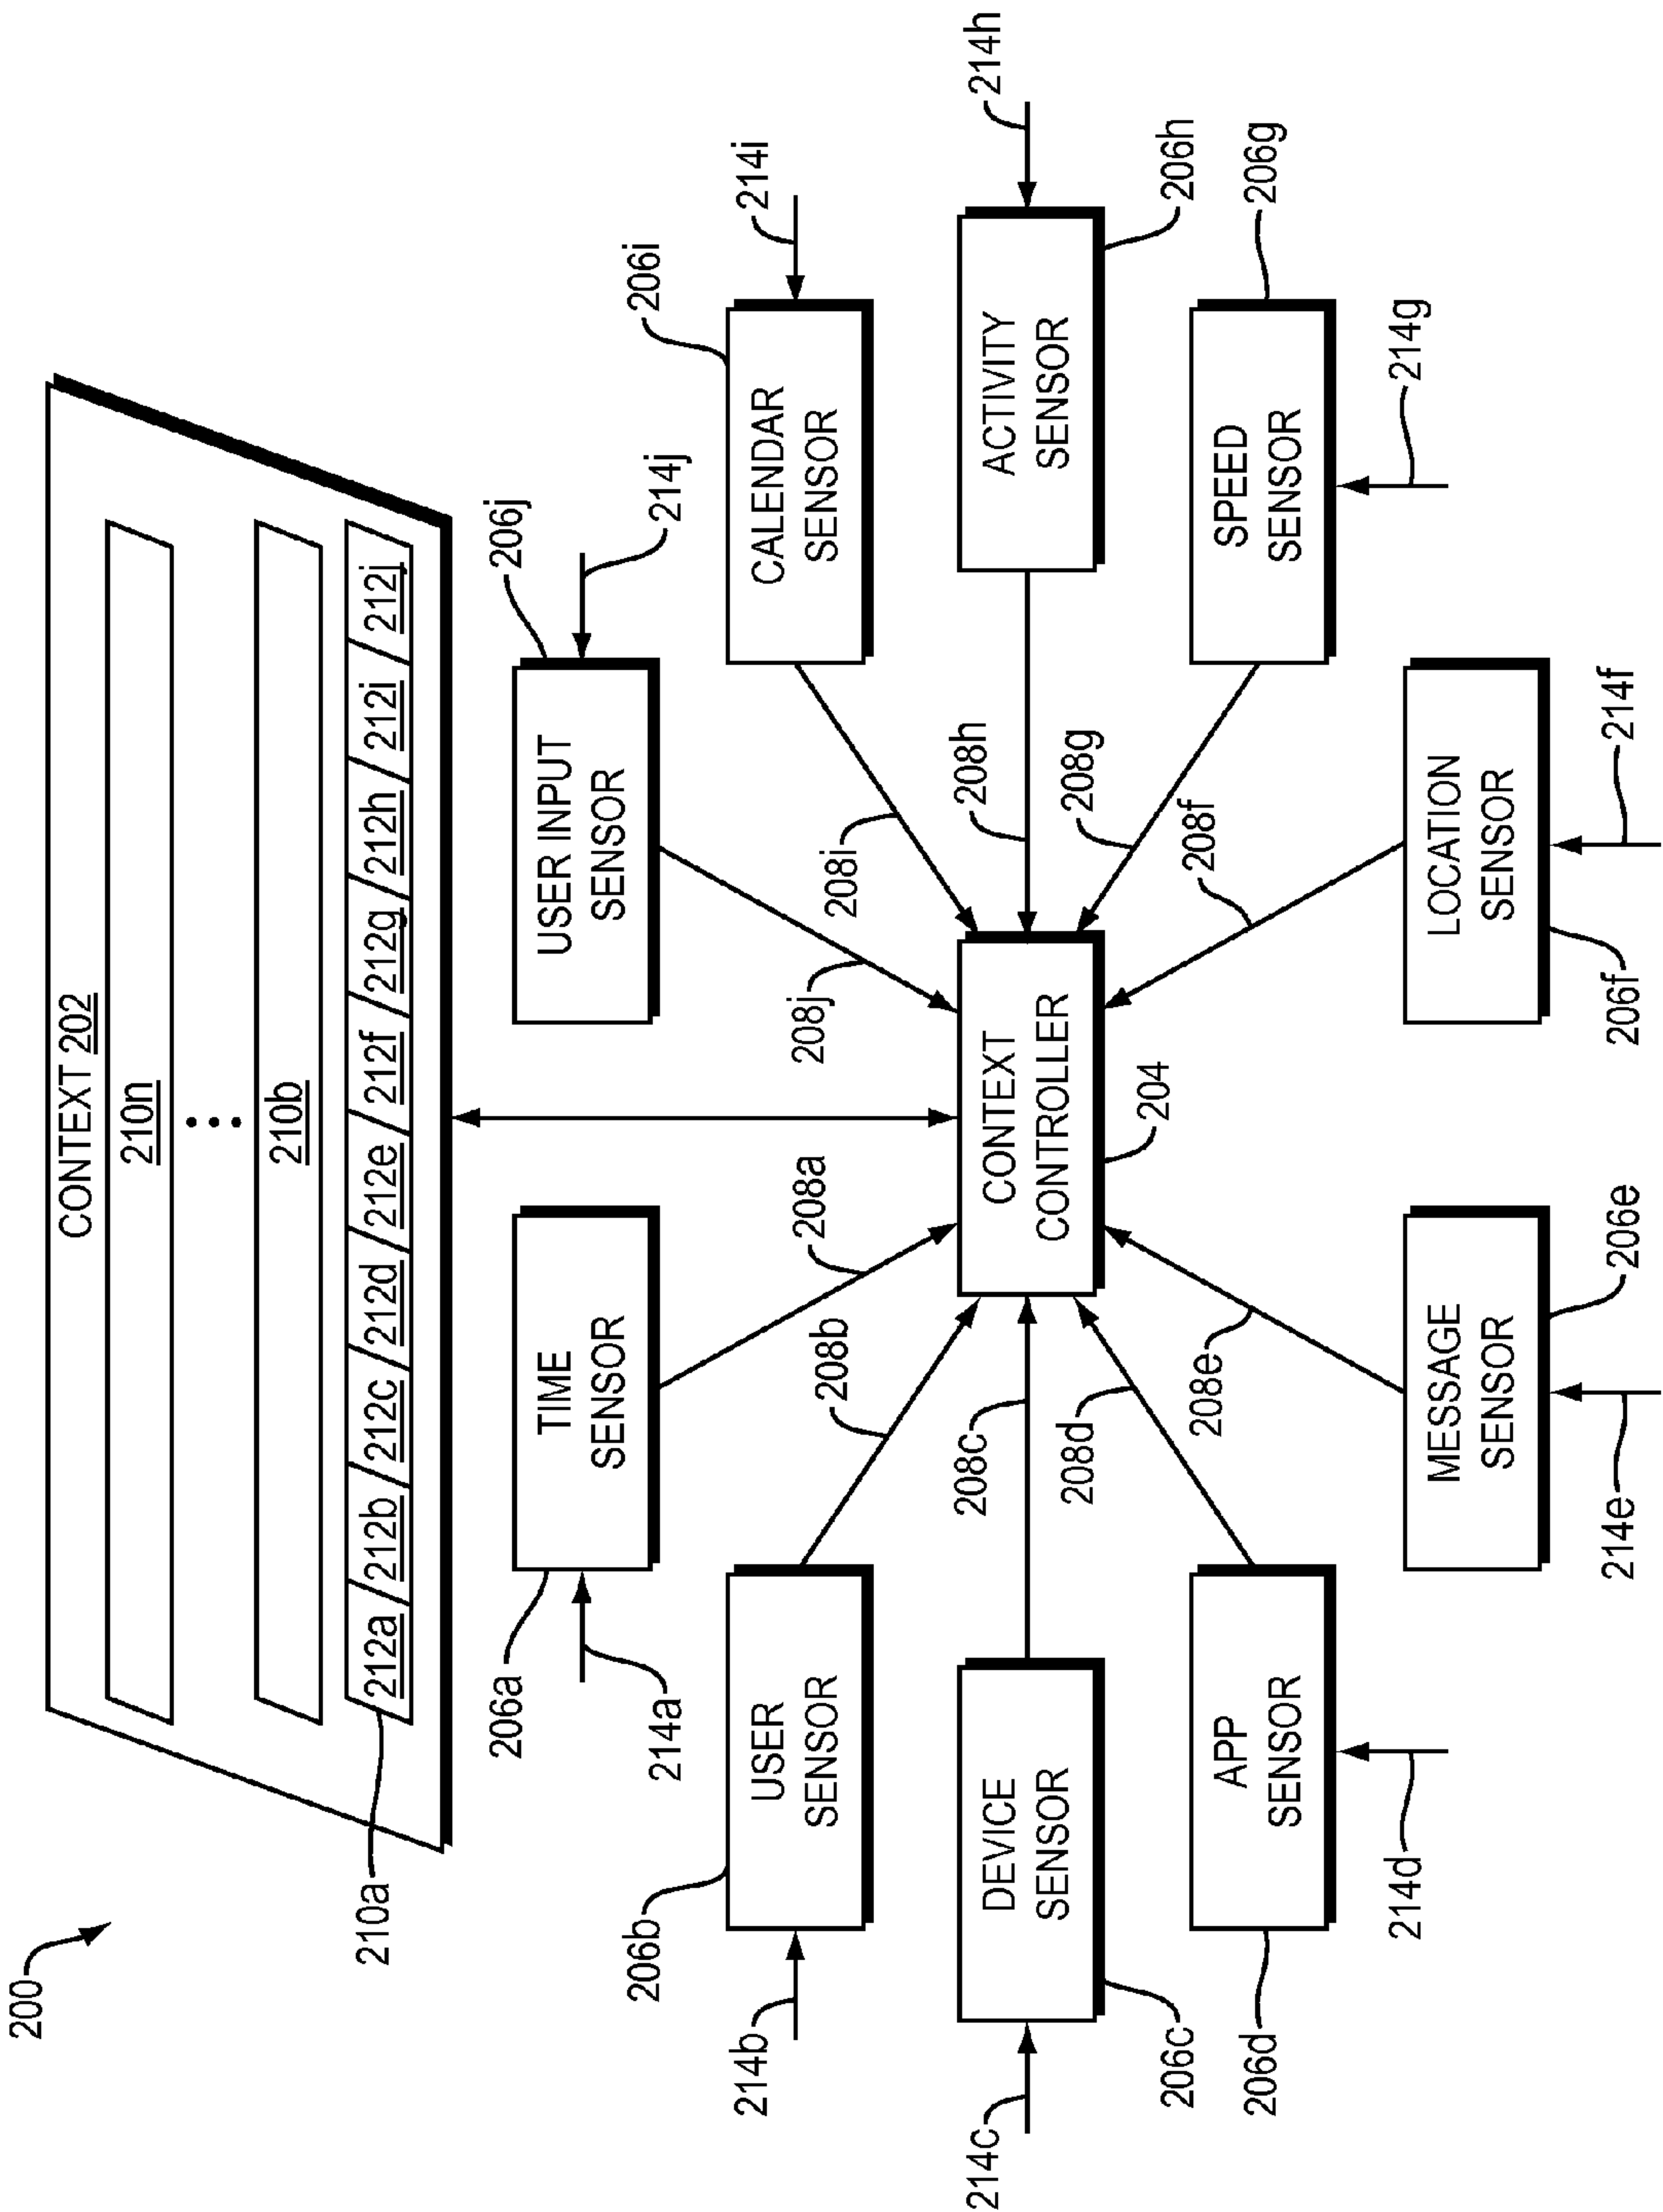 200
CONTEXT 202
210n
210b
210a
212a 212b 212c 212d 212e 212f 212g 212h 212i 212j
206a
TIME
SENSOR
214a
208a
206j
USER INPUT
SENSOR
214j
208j
206b
USER
SENSOR
214b
208b
206i
CALENDAR
SENSOR
214i
208i
214c
DEVICE
SENSOR
206c
208c
CONTEXT
CONTROLLER
204
208h
ACTIVITY
SENSOR
214h
206h
208d
APP
SENSOR
206d
214d
208g
SPEED
SENSOR
206g
214g
208e
MESSAGE
SENSOR
206e
214e
208f
LOCATION
SENSOR
206f
214f